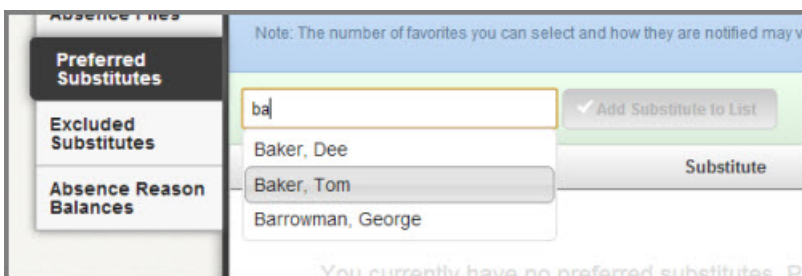 Absence Files
Preferred
Substitutes
Excluded
Substitutes
Absence Reason
Balances
Note: The number of favorites you can select and how they are notified may v
ba
Add Substitute to List
Baker, Dee
Baker, Tom
Barrowman, George
Substitute
You currently have no preferred substitutes. P